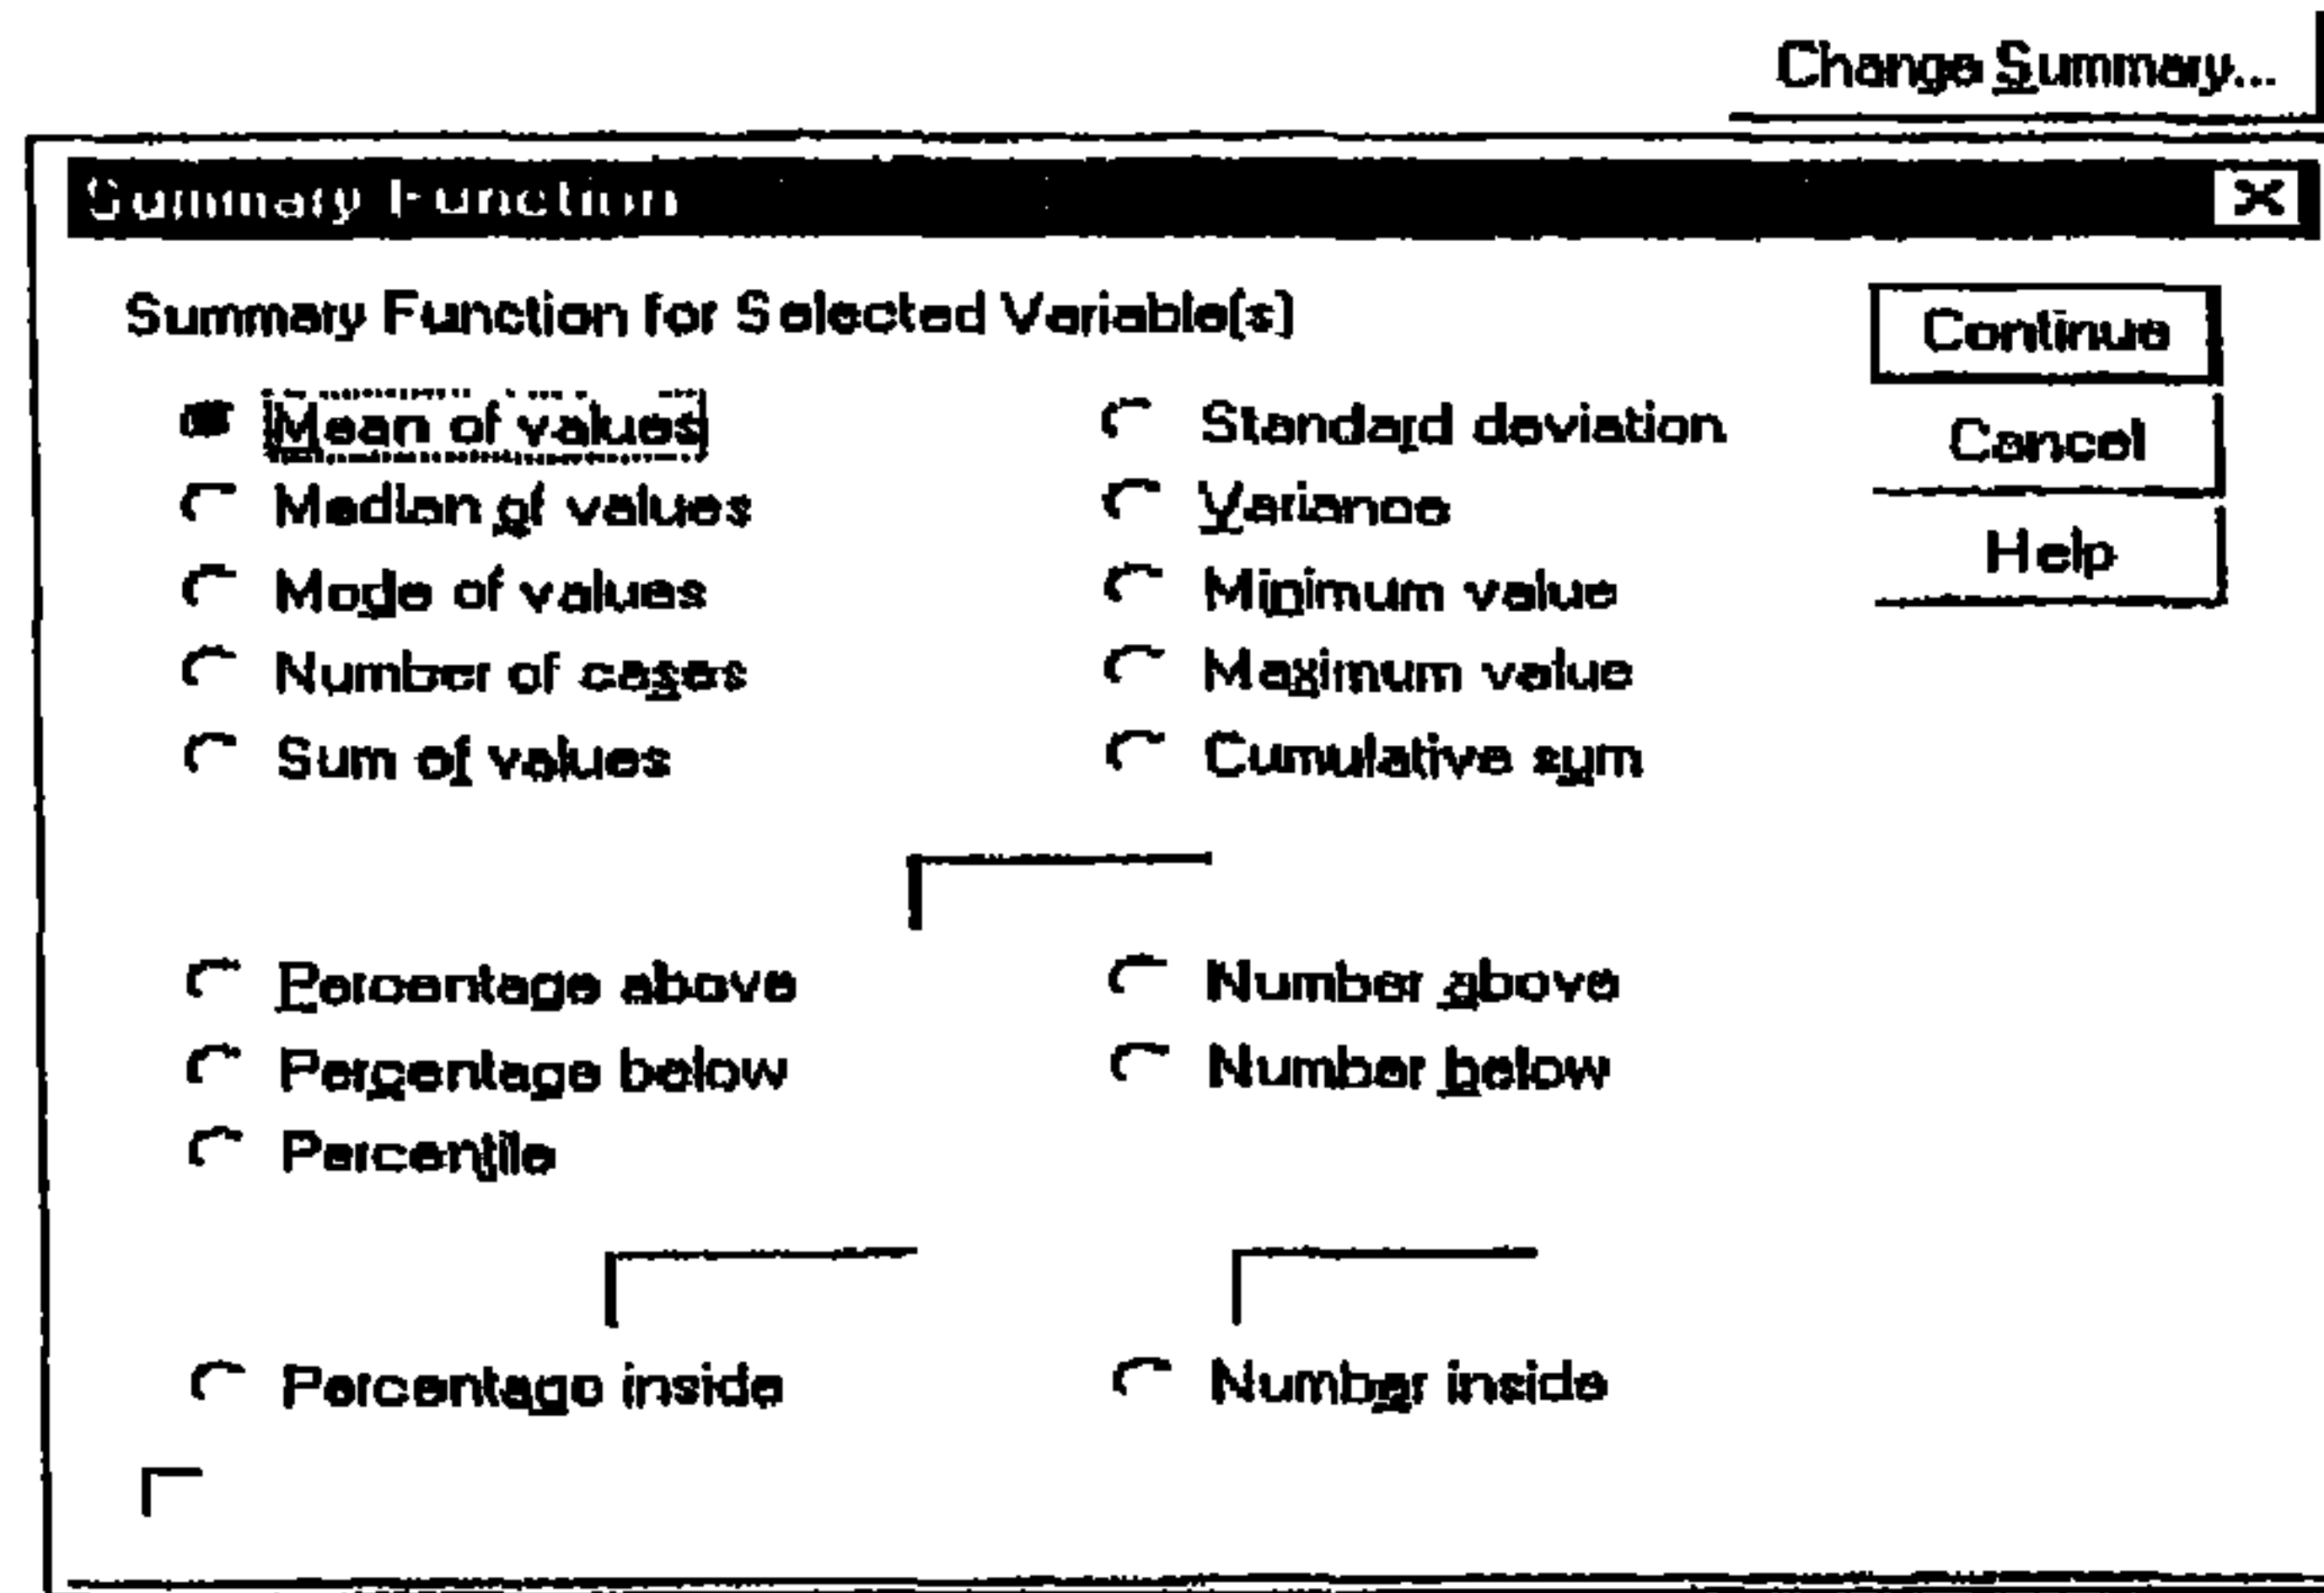 Change Summary...
Summary Function
Summary Function for Selected Variable(s)
Continue
Mean of values
Standard deviation
Cancel
Median of values
Variance
Help
Mode of values
Minimum value
Number of cases
Maximum value
Sum of values
Cumulative sum
Percentage above
Number above
Percentage below
Number below
Percentile
Percentage inside
Number inside